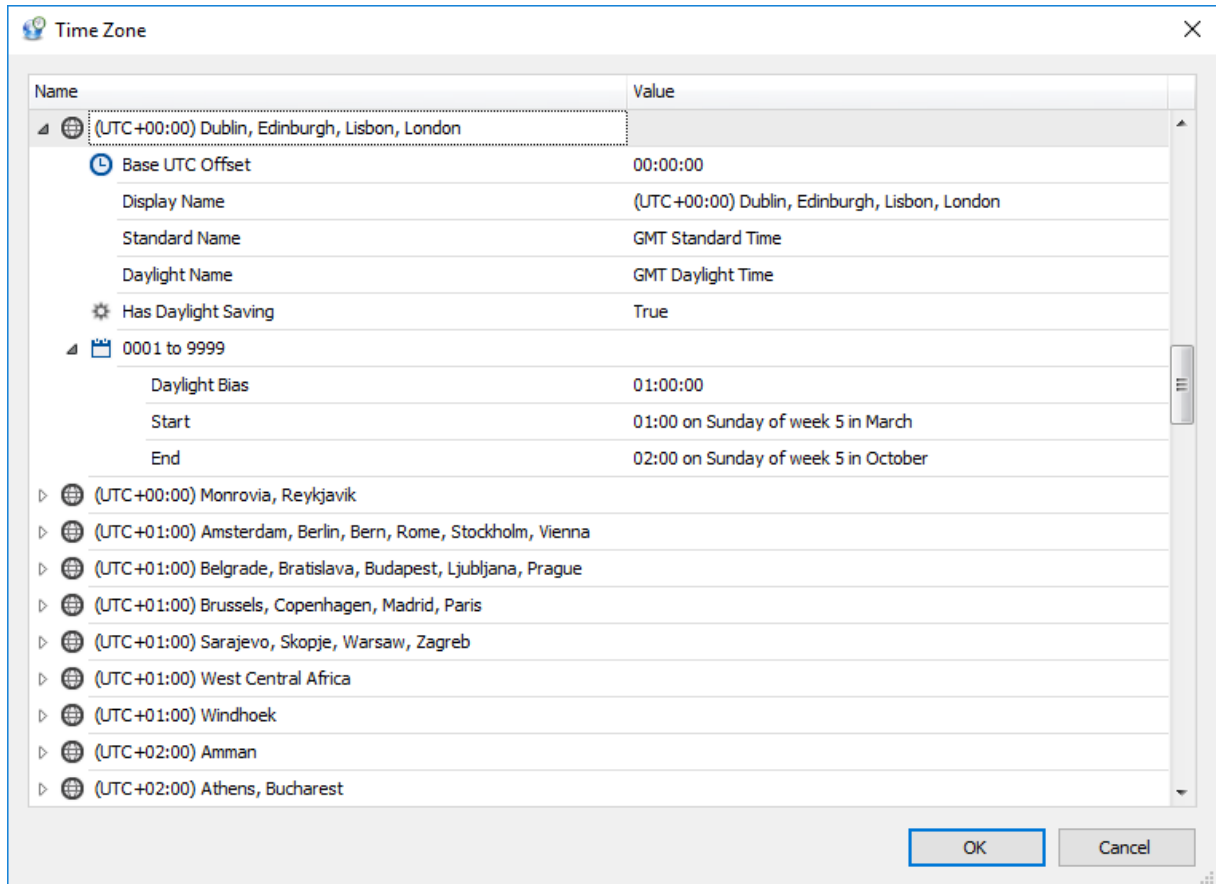 Time Zone
Name Value
(UTC+00:00) Dublin, Edinburgh, Lisbon, London
Base UTC Offset 00:00:00
Display Name (UTC+00:00) Dublin, Edinburgh, Lisbon, London
Standard Name GMT Standard Time
Daylight Name GMT Daylight Time
Has Daylight Saving True
0001 to 9999
Daylight Bias 01:00:00
Start 01:00 on Sunday of week 5 in March
End 02:00 on Sunday of week 5 in October
(UTC+00:00) Monrovia, Reykjavik
(UTC+01:00) Amsterdam, Berlin, Bern, Rome, Stockholm, Vienna
(UTC+01:00) Belgrade, Bratislava, Budapest, Ljubljana, Prague
(UTC+01:00) Brussels, Copenhagen, Madrid, Paris
(UTC+01:00) Sarajevo, Skopje, Warsaw, Zagreb
(UTC+01:00) West Central Africa
(UTC+01:00) Windhoek
(UTC+02:00) Amman
(UTC+02:00) Athens, Bucharest
OK Cancel